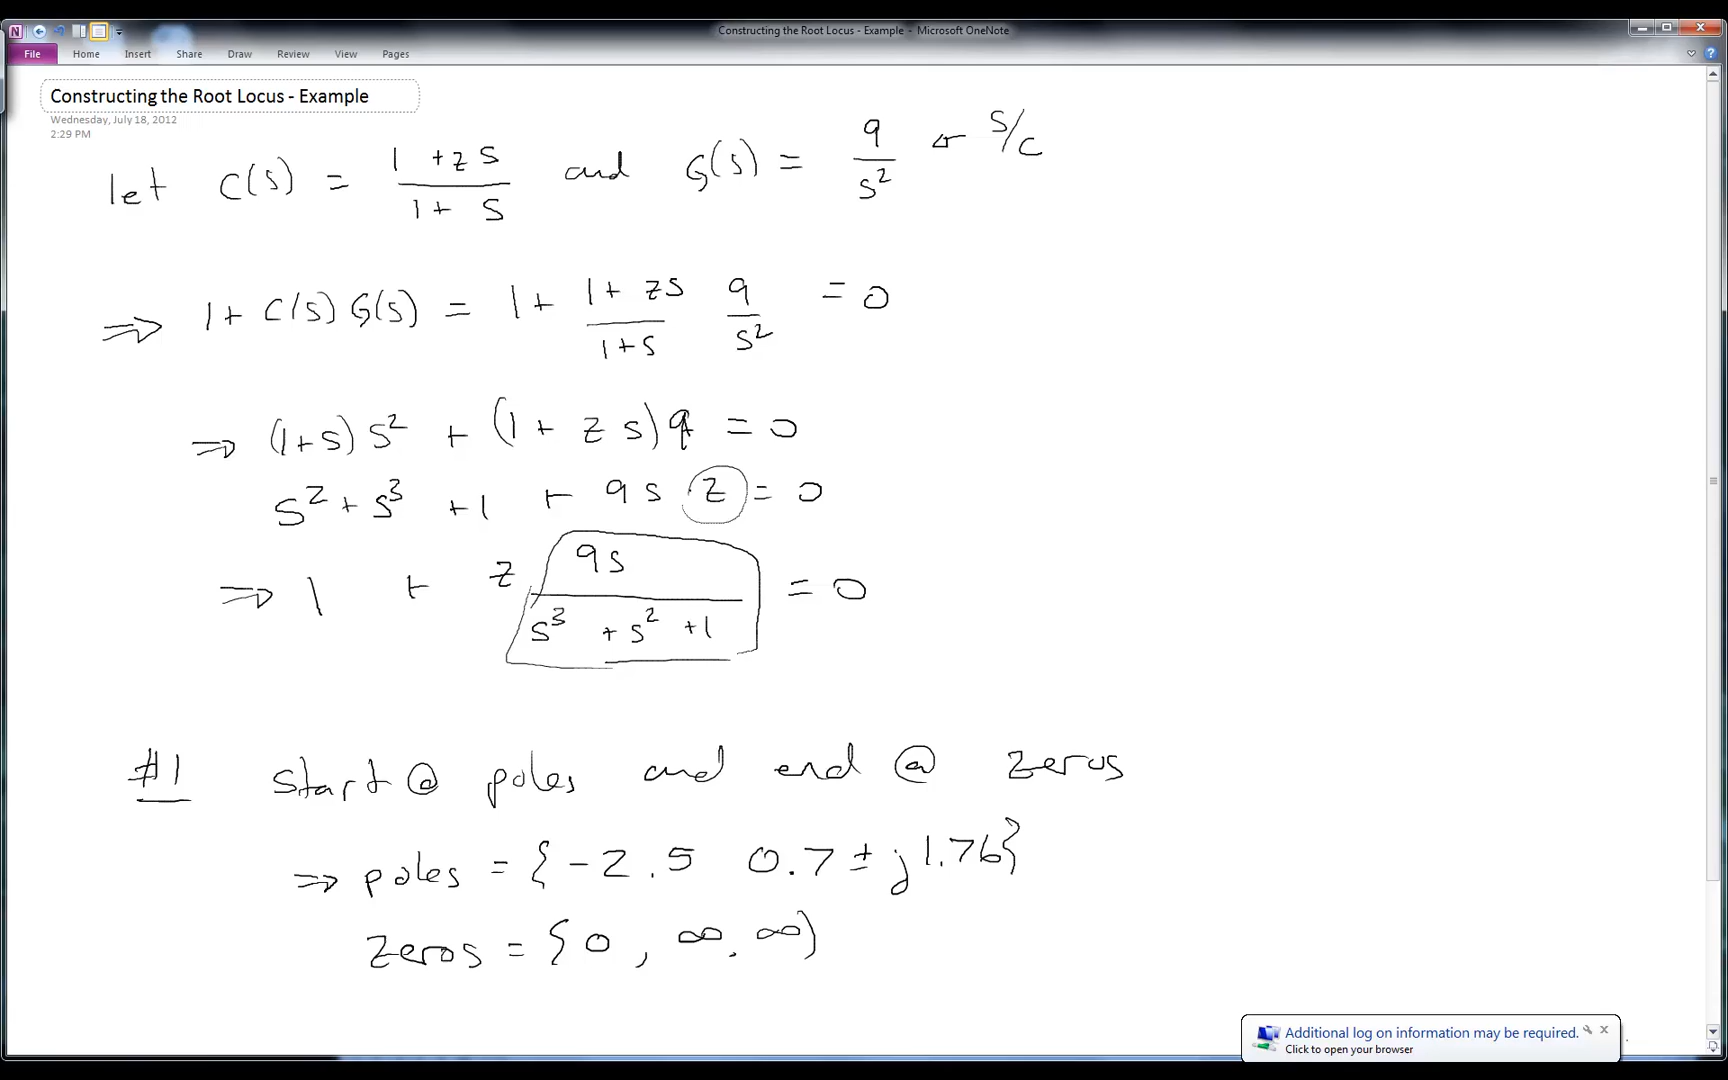 Constructing the Root Locus - Example - Microsoft OneNote
File Home Insert Share Draw Review View Pages
Constructing the Root Locus - Example
Wednesday, July 18, 2012
2:29 PM
let C(s) = (1 + zs)/(1 + s) and G(s) = 9/s² ← S/C
⇒ 1 + C(s) G(s) = 1 + (1 + zs)/(1 + s) 9/s² = 0
⇒ (1+s) s² + (1 + z s) 9 = 0
s² + s³ + 1 + 9s z = 0
⇒ 1 + z 9s/(s³ + s² + 1) = 0
#1 start @ poles and end @ zeros
⇒ poles = {-2.5 0.7 ± j1.76}
zeros = {0, ∞. ∞}
Additional log on information may be required.
Click to open your browser